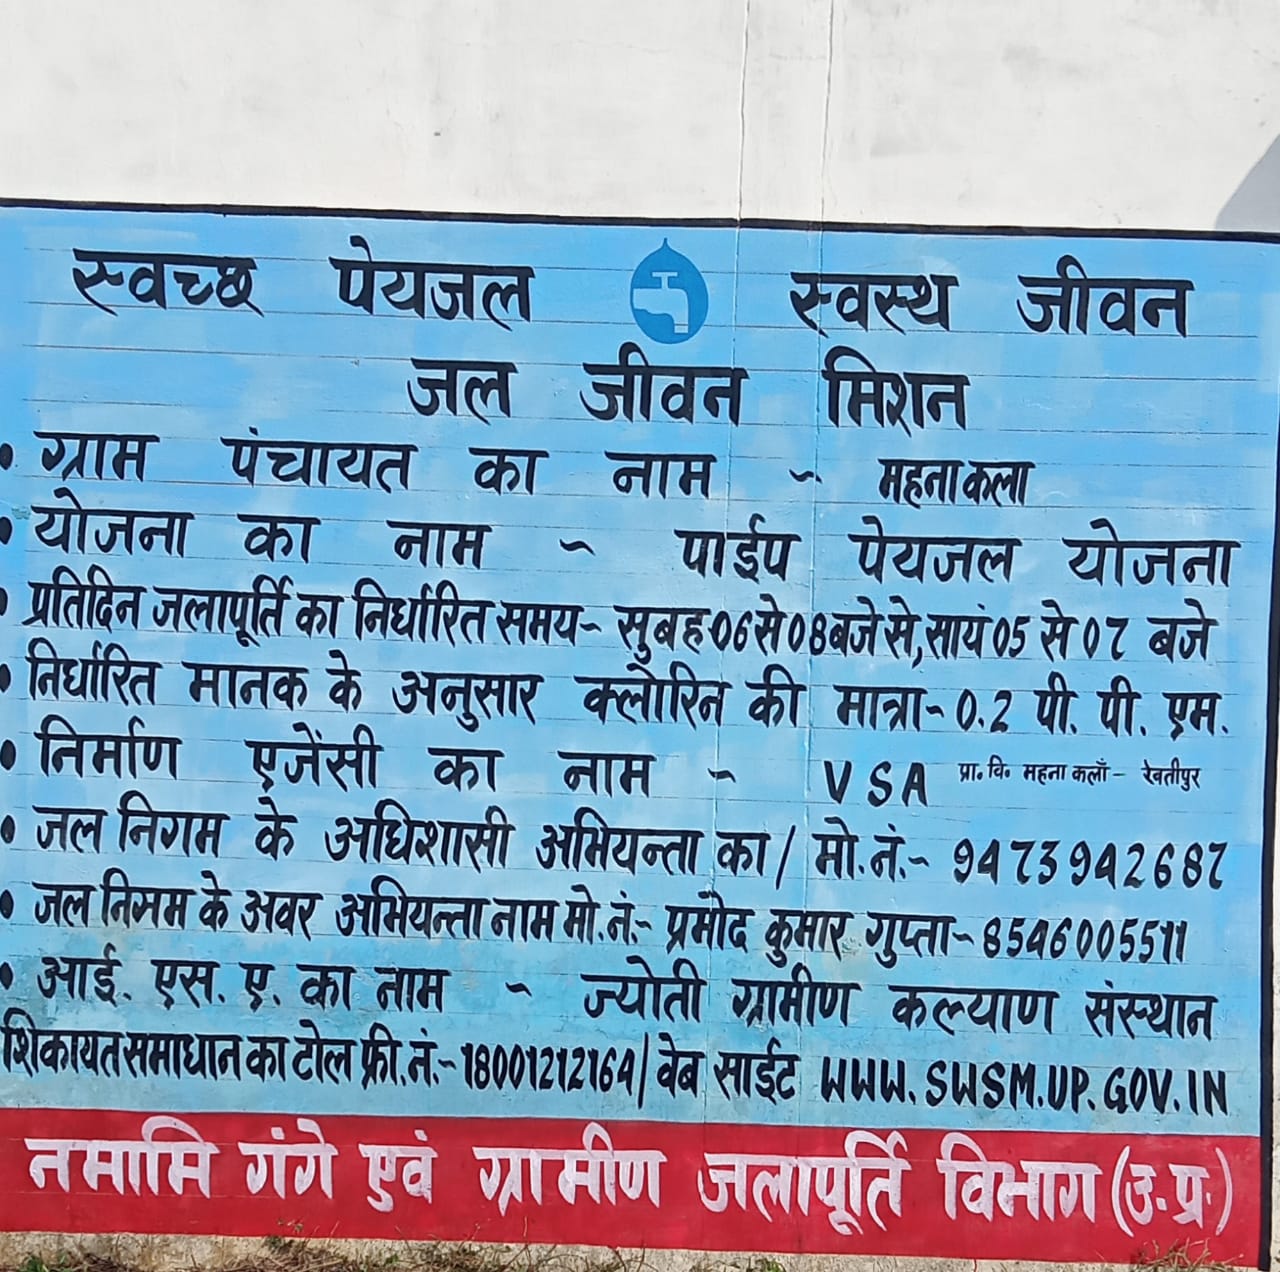 स्वच्छ पेयजल स्वस्थ जीवन
जल जीवन मिशन
• ग्राम पंचायत का नाम ~ महना कला
• योजना का नाम ~ पाईप पेयजल योजना
• प्रतिदिन जलापूर्ति का निर्धारित समय~ सुबह 06 से 08 बजे से, सायं 05 से 07 बजे
• निर्धारित मानक के अनुसार क्लोरिन की मात्रा- 0.2 पी. पी. एम.
• निर्माण एजेंसी का नाम ~ VSA प्रा. वि. महना कलाँ - रेवतीपुर
• जल निगम के अधिशासी अभियन्ता का/ मो.नं.- 9473942687
• जल निगम के अवर अभियन्ता नाम मो.नं:- प्रमोद कुमार गुप्ता- 8546005511
• आई. एस. ए. का नाम ~ ज्योती ग्रामीण कल्याण संस्थान
शिकायत समाधान का टोल फ्री.नं.-18001212164/ वेब साईट WWW.SWSM.UP.GOV.IN
नमामि गंगे एवं ग्रामीण जलापूर्ति विभाग (उ.प्र.)